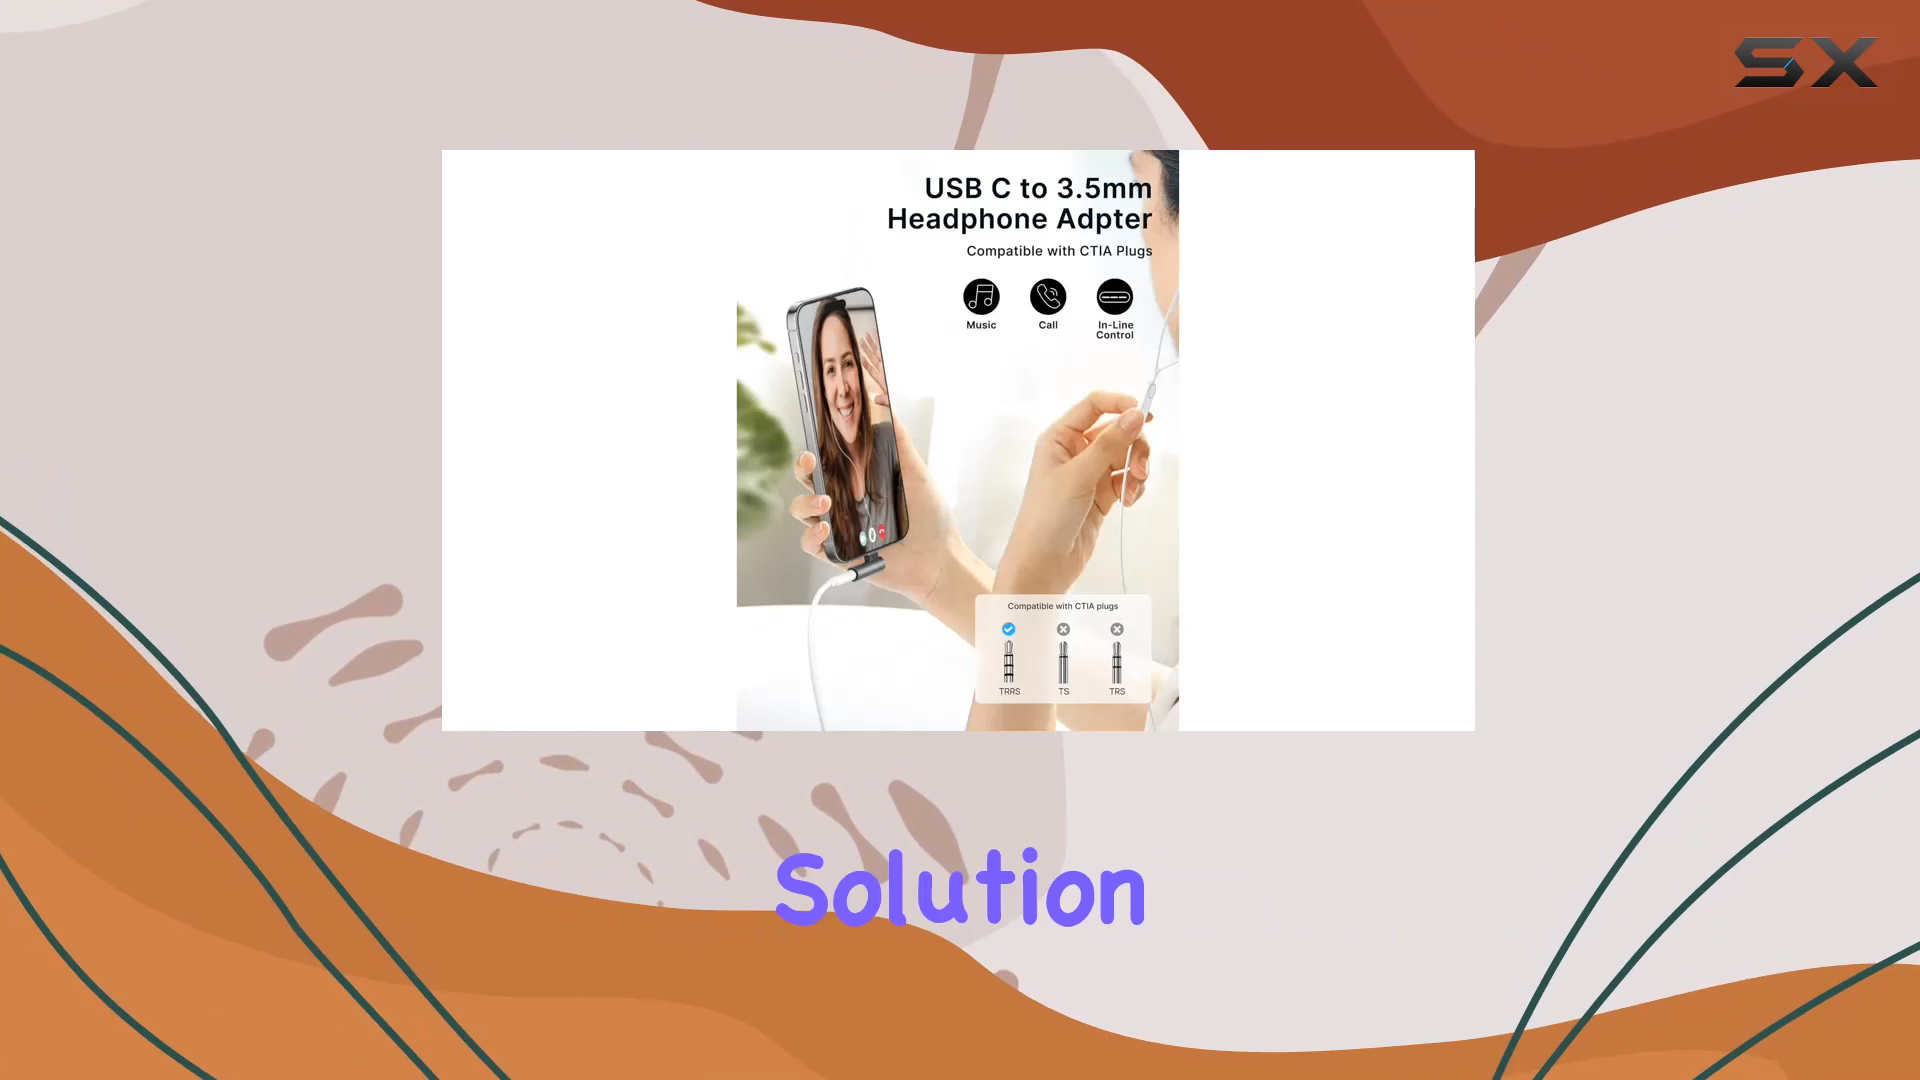 SX
USB C to 3.5mm
Headphone Adpter
Compatible with CTIA Plugs
Music
Call
In-Line
Control
Compatible with CTIA plugs
TRRS
TS
TRS
Solution